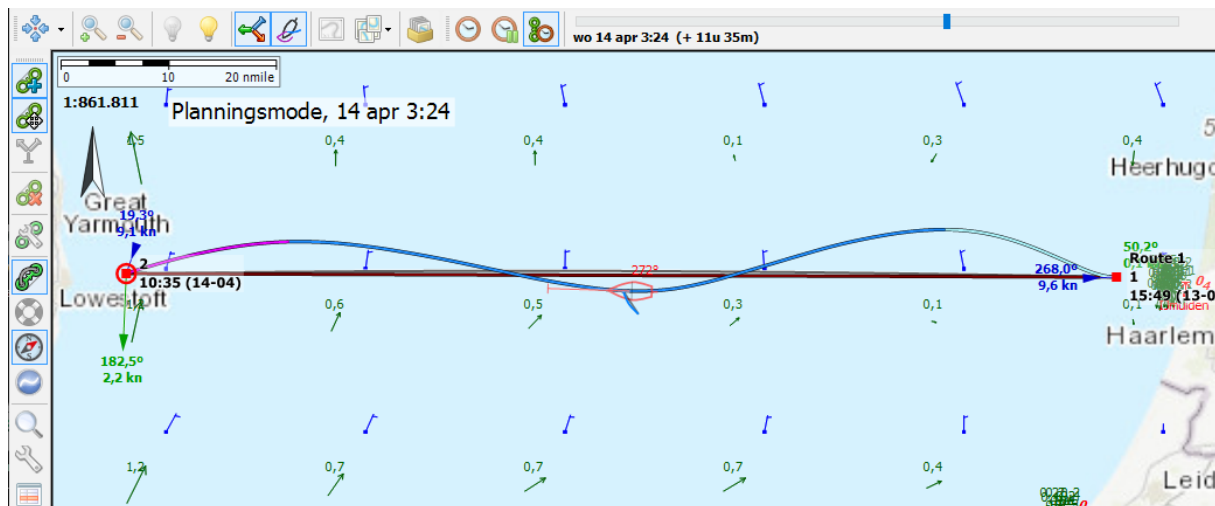 wo 14 apr 3:24 (+ 11u 35m)
0 10 20 nmile
1:861.811
Planningsmode, 14 apr 3:24
0,4 0,4 0,1 0,3 0,4
Heerhugo
Great
Yarmouth
19,3º
9,1 kn
2
10:35 (14-04)
Lowestoft
272º
50,2º
Route 1
268,0º
9,6 kn
1
15:49 (13-0
Haarlem
0,6 0,5 0,3 0,1 0,1
182,5º
2,2 kn
1,2 0,7 0,7 0,7 0,4
Leid